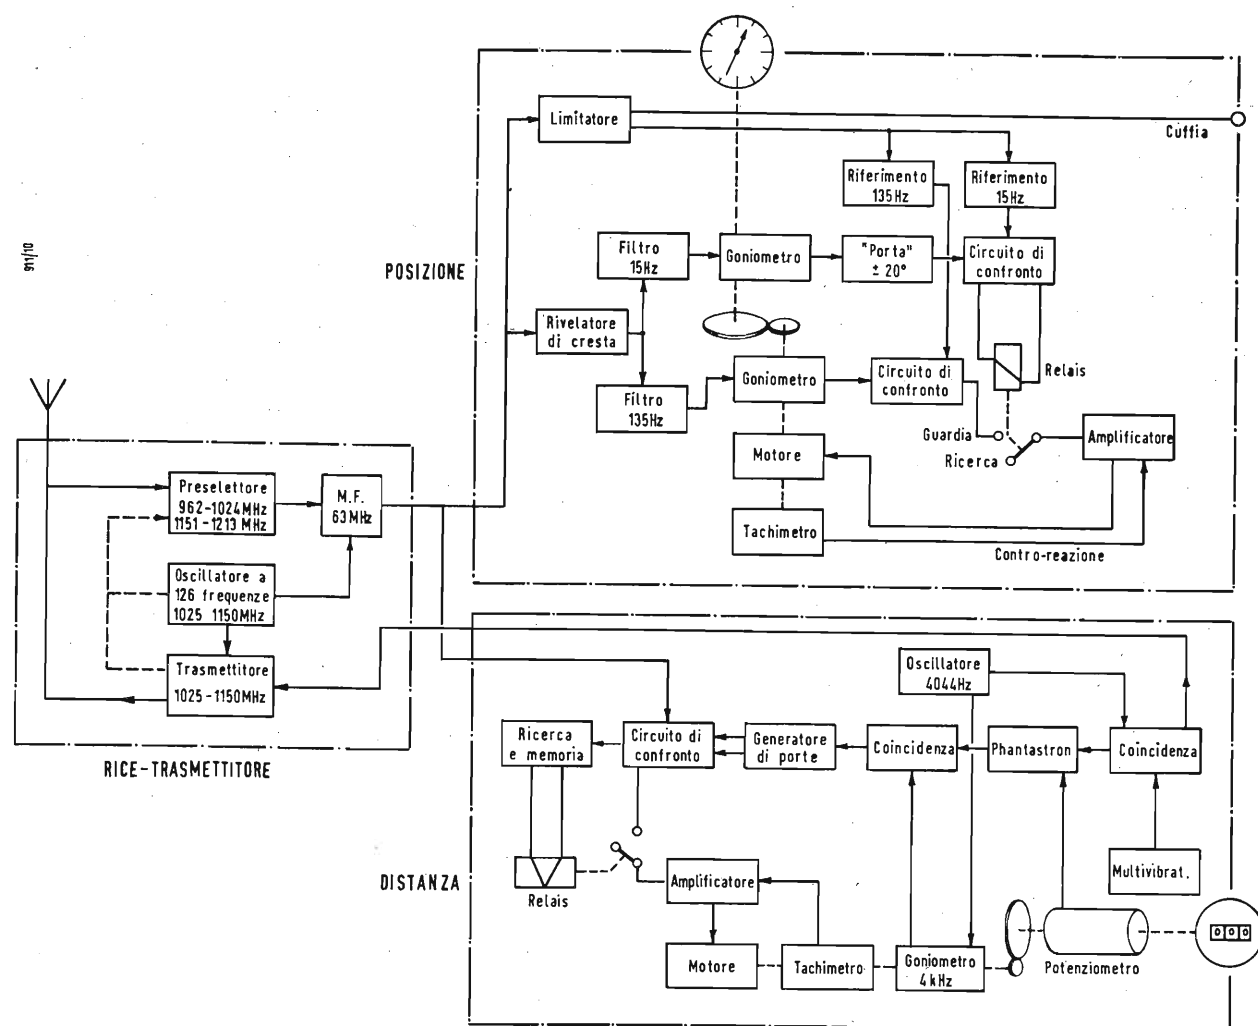 Limitatore
Cuffia
Riferimento
135Hz
Riferimento
15Hz
911/10
POSIZIONE
Filtro
15Hz
Goniometro
"Porta"
± 20°
Circuito di
confronto
Rivelatore
di cresta
Goniometro
Circuito di
confronto
Relais
Filtro
135Hz
Guardia
Ricerca
Amplificatore
Motore
Tachimetro
Contro-reazione
Preselettore
962-1024MHz
1151-1213 MHz
M.F.
63MHz
Oscillatore a
126 frequenze
1025 1150MHz
Trasmettitore
1025-1150MHz
RICE-TRASMETTITORE
Oscillatore
4044Hz
Ricerca
e memoria
Circuito di
confronto
Generatore
di porte
Coincidenza
Phantastron
Coincidenza
DISTANZA
Relais
Amplificatore
Multivibrat.
Motore
Tachimetro
Goniometro
4kHz
Potenziometro
000